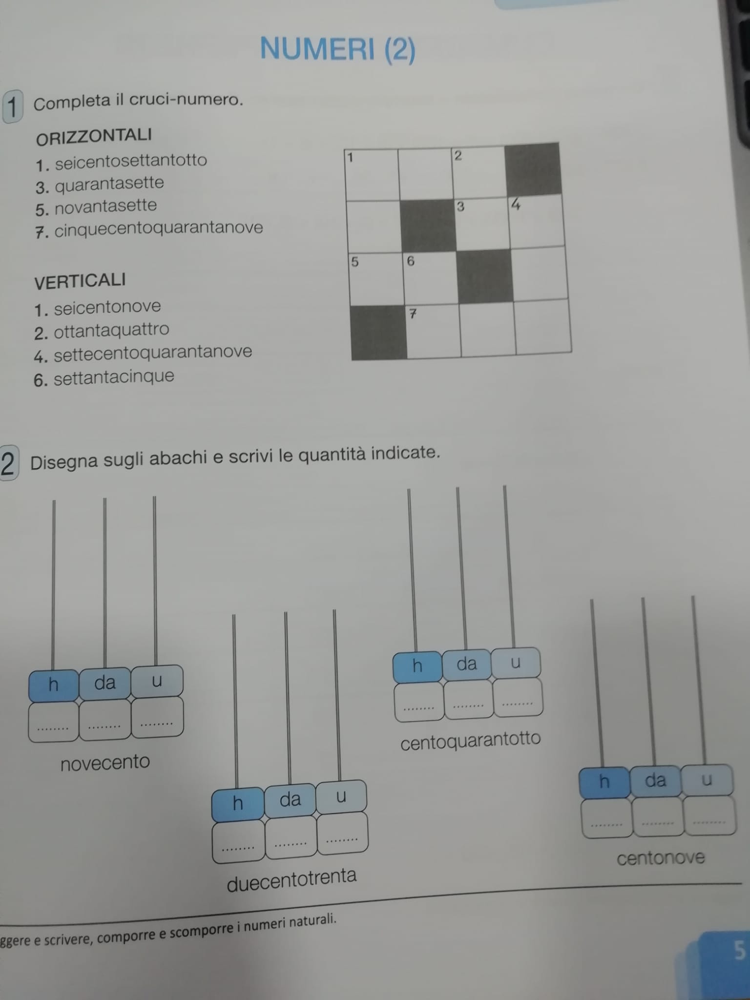 NUMERI (2)
1 Completa il cruci-numero.
ORIZZONTALI
1. seicentosettantotto
3. quarantasette
5. novantasette
7. cinquecentoquarantanove
VERTICALI
1. seicentonove
2. ottantaquattro
4. settecentoquarantanove
6. settantacinque
1 2
3 4
5 6
7
2 Disegna sugli abachi e scrivi le quantità indicate.
h da u
........ ........ ........
novecento
h da u
........ ........ ........
duecentotrenta
h da u
........ ........ ........
centoquarantotto
h da u
........ ........ ........
centonove
ggere e scrivere, comporre e scomporre i numeri naturali.
5